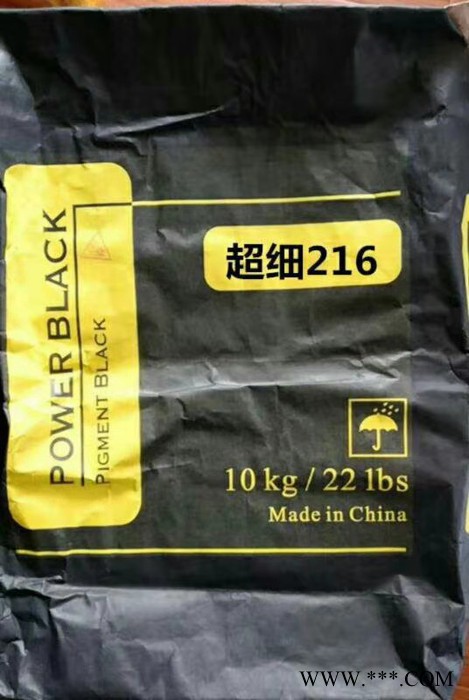 POWER BLACK
PIGMENT BLACK
超细216
10 kg / 22 lbs
Made in China
WWW.***.COM